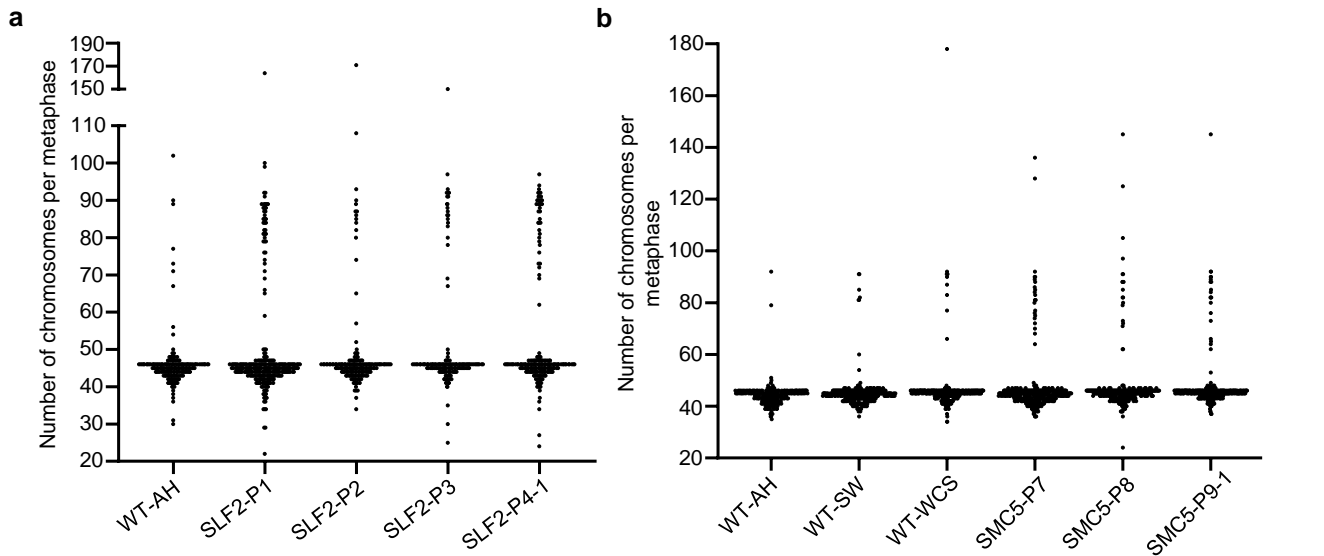 a
Number of chromosomes per metaphase
190
170
150
110
100
90
80
70
60
50
40
30
20
WT-AH
SLF2-P1
SLF2-P2
SLF2-P3
SLF2-P4-1
b
Number of chromosomes per
metaphase
180
160
140
120
100
80
60
40
20
WT-AH
WT-SW
WT-WCS
SMC5-P7
SMC5-P8
SMC5-P9-1